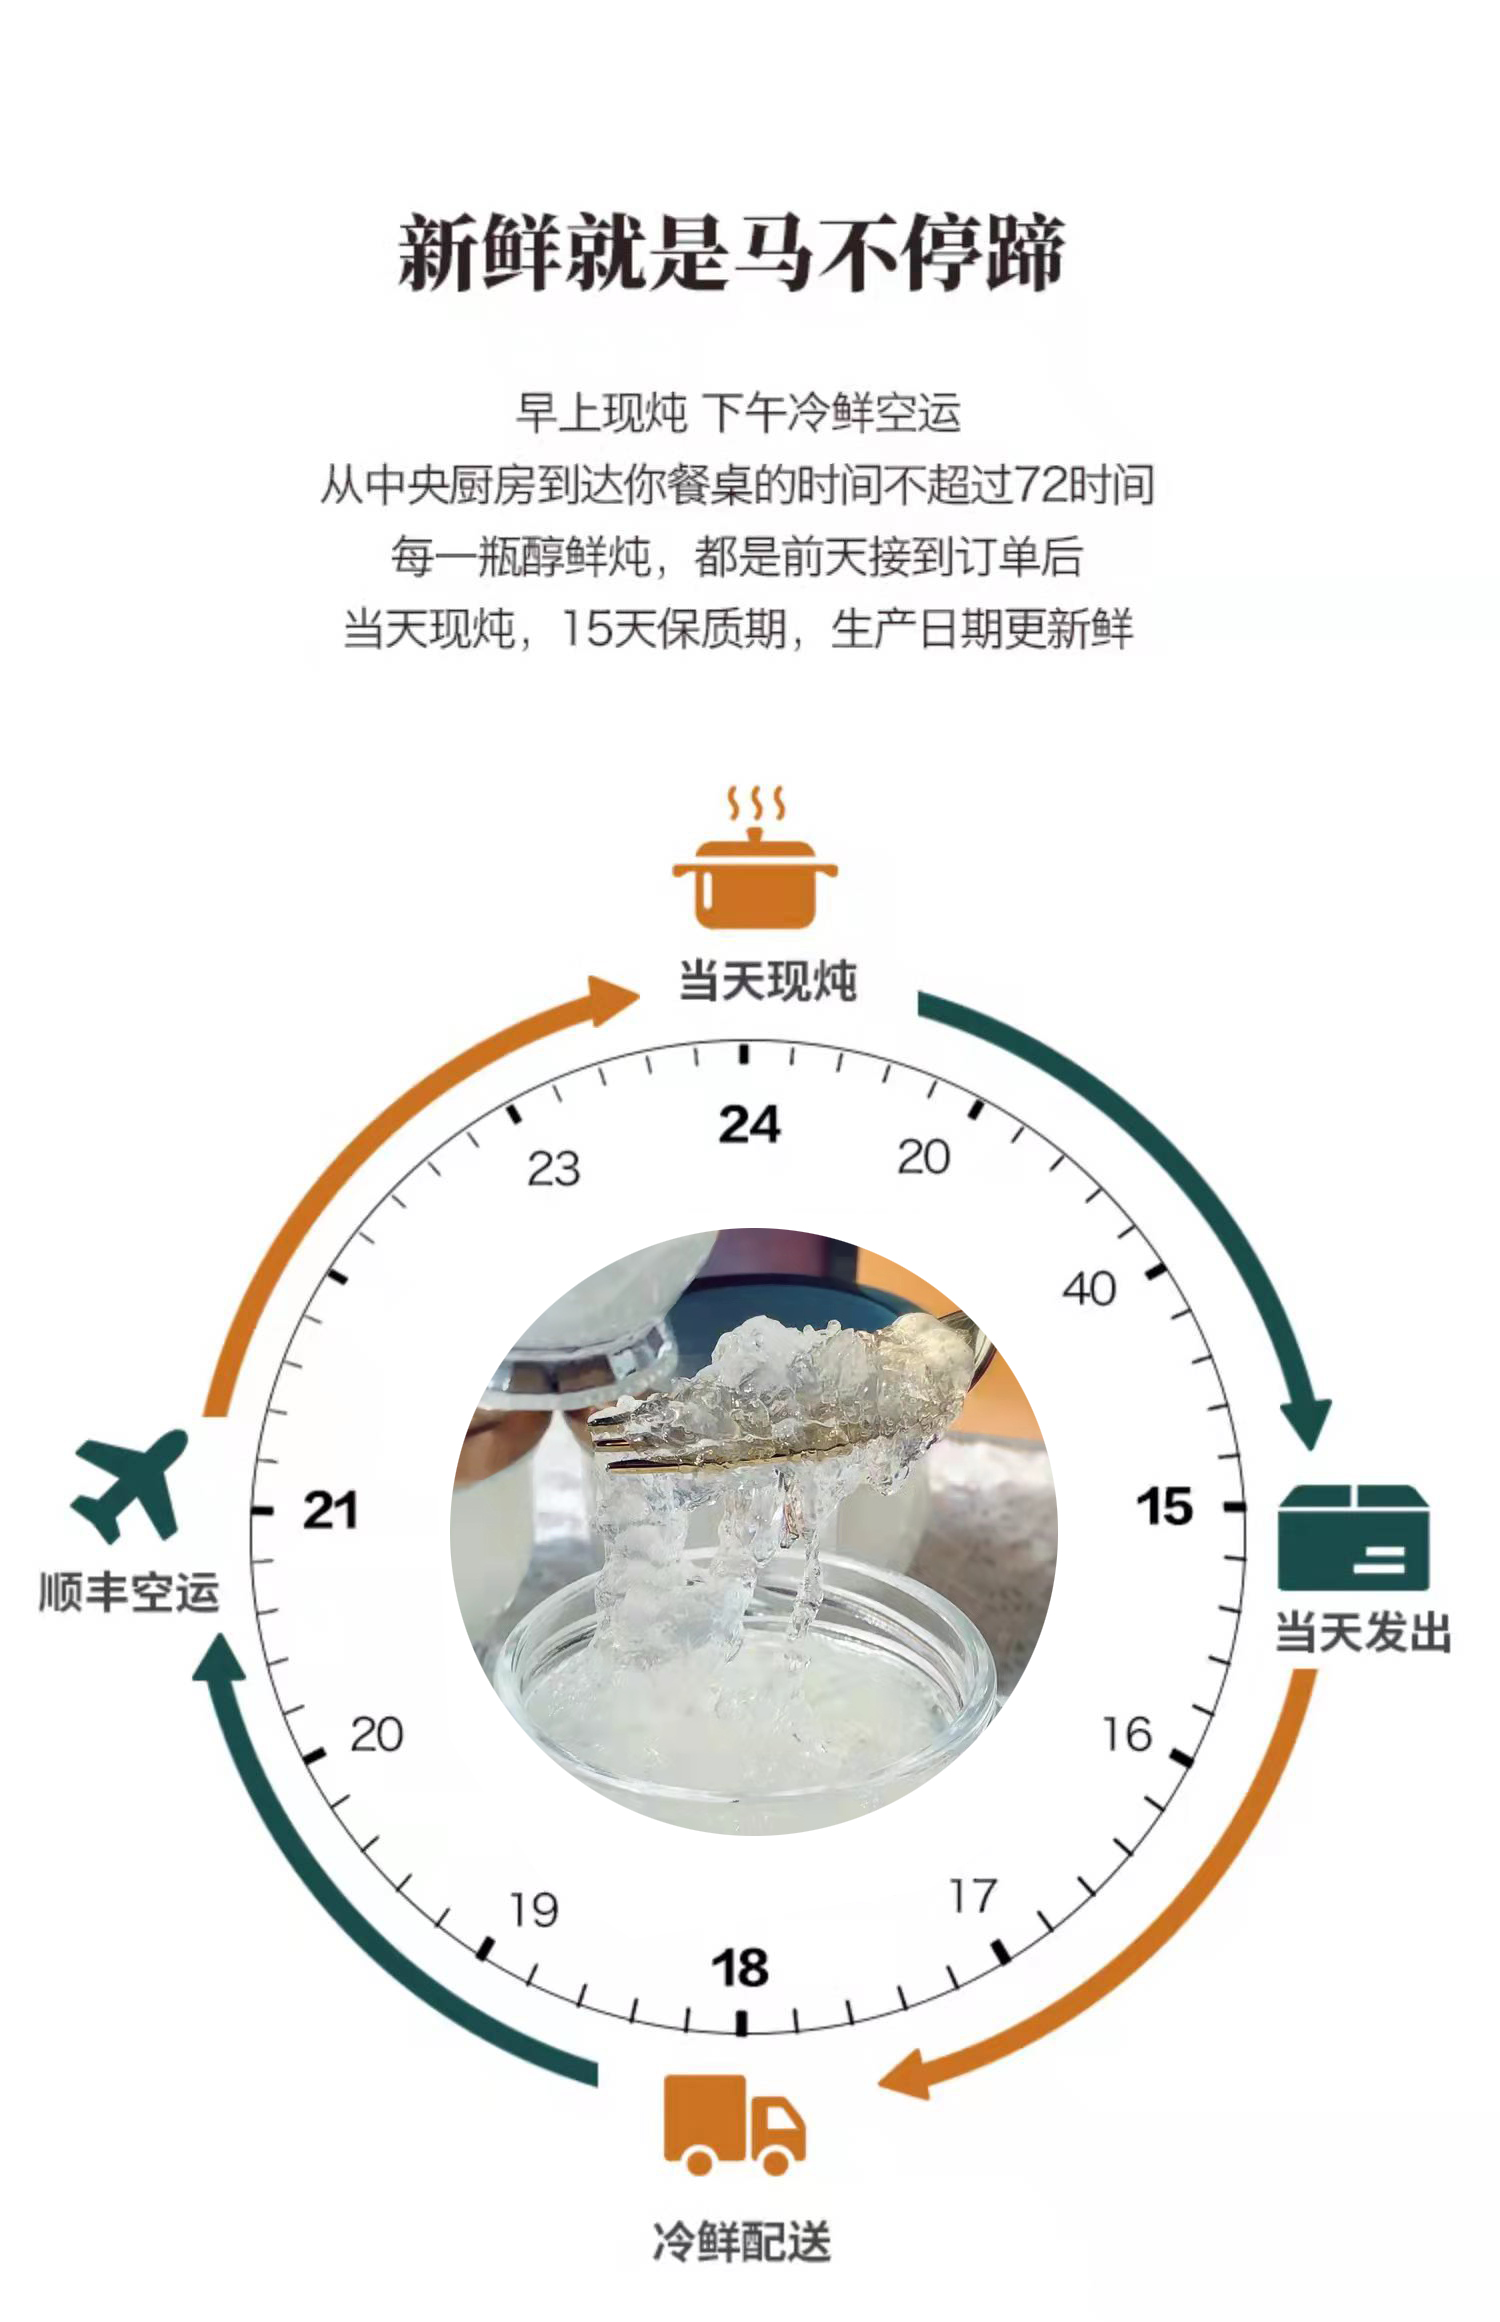 新鲜就是马不停蹄
早上现炖 下午冷鲜空运
从中央厨房到达你餐桌的时间不超过72时间
每一瓶醇鲜炖，都是前天接到订单后
当天现炖，15天保质期，生产日期更新鲜
当天现炖
24
23
20
40
21
15
顺丰空运
当天发出
20
16
19
17
18
冷鲜配送